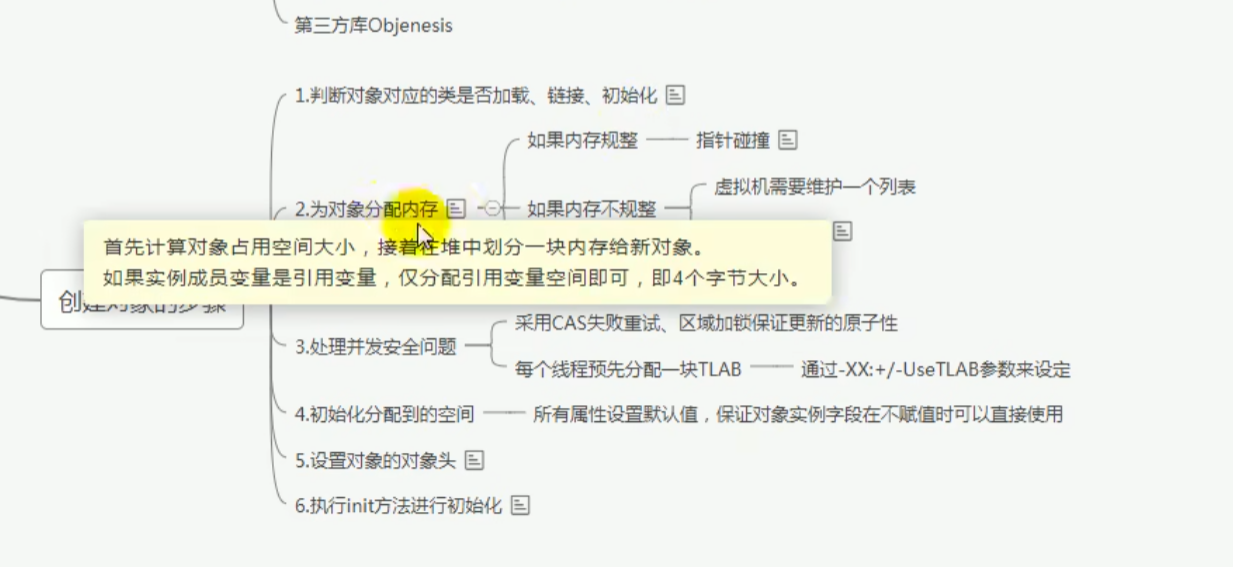 第三方库Objenesis
1.判断对象对应的类是否加载、链接、初始化
如果内存规整
指针碰撞
虚拟机需要维护一个列表
2.为对象分配内存
如果内存不规整
首先计算对象占用空间大小，接着在堆中划分一块内存给新对象。
如果实例成员变量是引用变量，仅分配引用变量空间即可，即4个字节大小。
创建对象的步骤
采用CAS失败重试、区域加锁保证更新的原子性
3.处理并发安全问题
每个线程预先分配一块TLAB
通过-XX:+/-UseTLAB参数来设定
4.初始化分配到的空间
所有属性设置默认值，保证对象实例字段在不赋值时可以直接使用
5.设置对象的对象头
6.执行init方法进行初始化